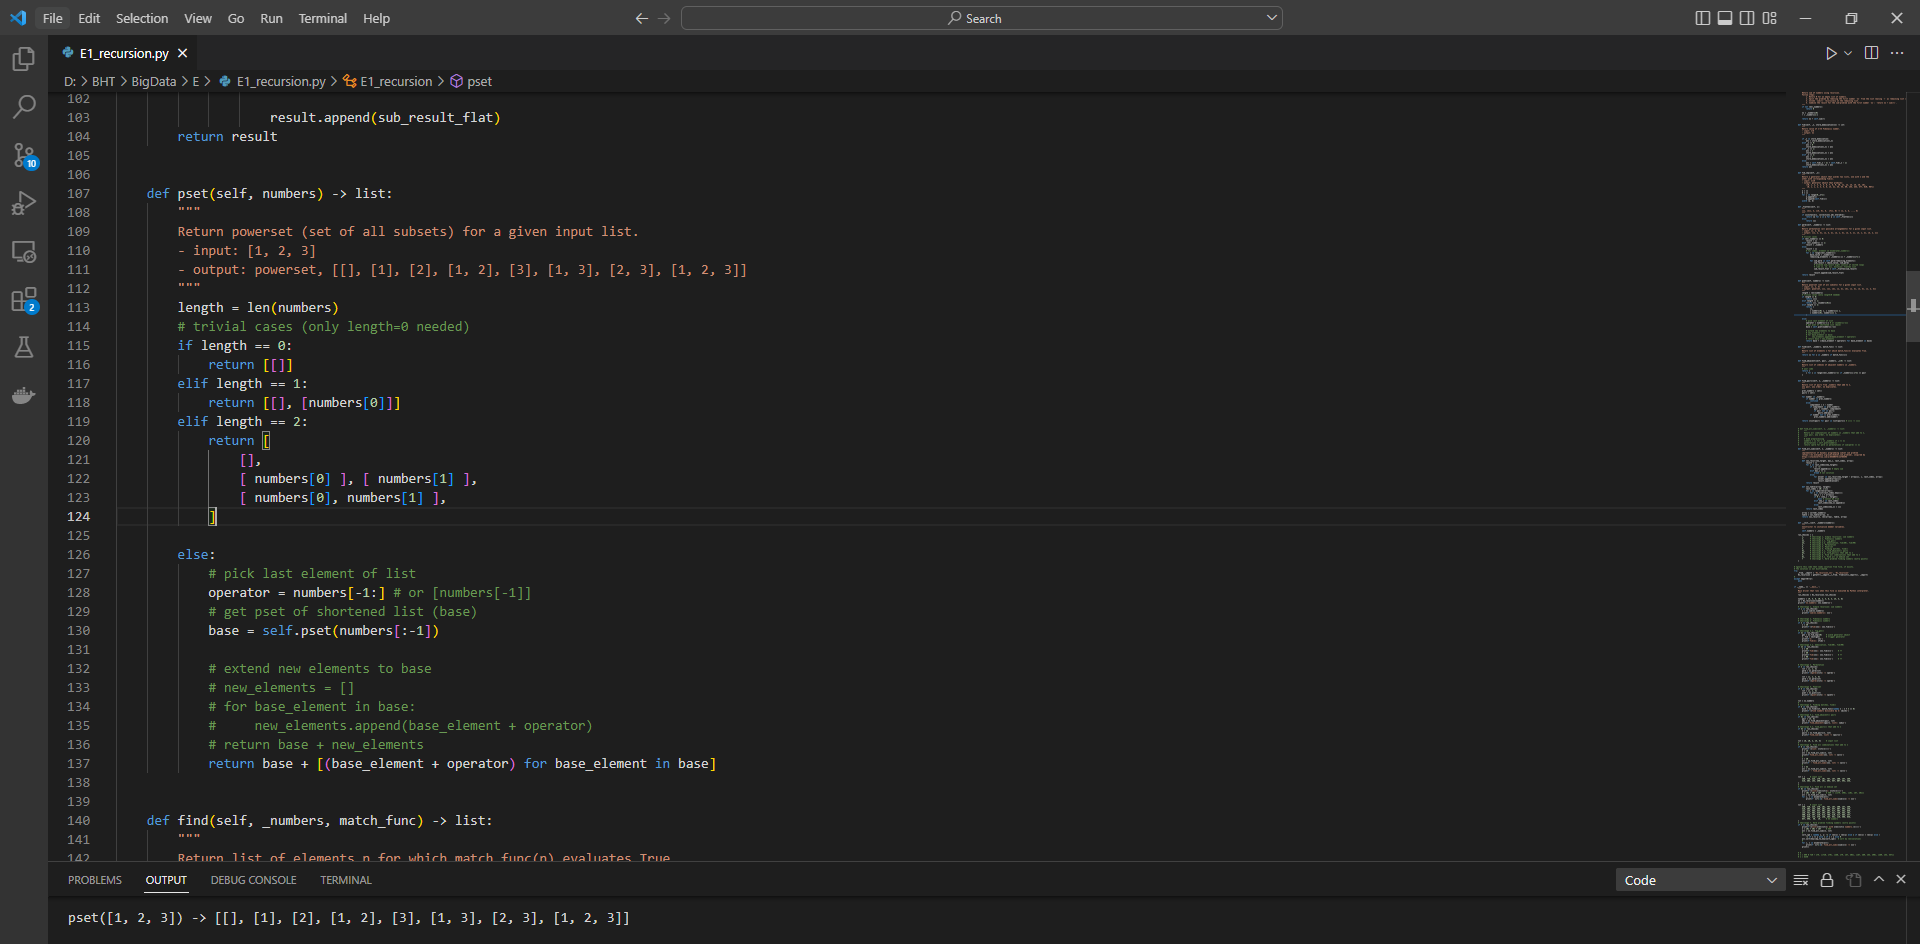 File Edit Selection View Go Run Terminal Help
Search
E1_recursion.py
D: > BHT > BigData > E > E1_recursion.py > E1_recursion > pset
102
103 result.append(sub_result_flat)
104 return result
105
106
107 def pset(self, numbers) -> list:
108 """
109 Return powerset (set of all subsets) for a given input list.
110 - input: [1, 2, 3]
111 - output: powerset, [[], [1], [2], [1, 2], [3], [1, 3], [2, 3], [1, 2, 3]]
112 """
113 length = len(numbers)
114 # trivial cases (only length=0 needed)
115 if length == 0:
116 return [[]]
117 elif length == 1:
118 return [[], [numbers[0]]]
119 elif length == 2:
120 return [
121 [],
122 [ numbers[0] ], [ numbers[1] ],
123 [ numbers[0], numbers[1] ],
124 ]
125
126 else:
127 # pick last element of list
128 operator = numbers[-1:] # or [numbers[-1]]
129 # get pset of shortened list (base)
130 base = self.pset(numbers[:-1])
131
132 # extend new elements to base
133 # new_elements = []
134 # for base_element in base:
135 #     new_elements.append(base_element + operator)
136 # return base + new_elements
137 return base + [(base_element + operator) for base_element in base]
138
139
140 def find(self, _numbers, match_func) -> list:
141 """
142 Return list of elements n for which match_func(n) evaluates True
10
2
PROBLEMS OUTPUT DEBUG CONSOLE TERMINAL
Code
pset([1, 2, 3]) -> [[], [1], [2], [1, 2], [3], [1, 3], [2, 3], [1, 2, 3]]